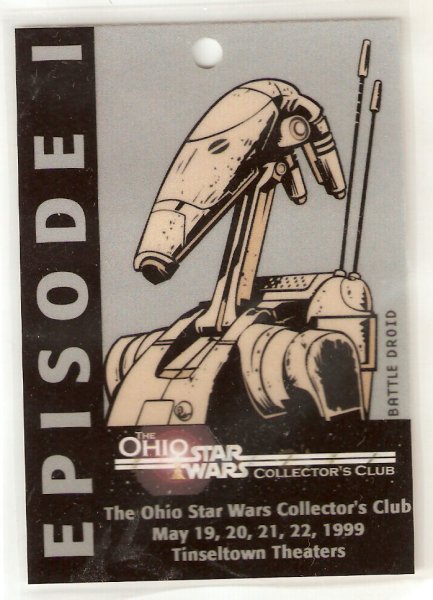 EPISODE I
BATTLE DROID
THE
OHIO STAR
WARS COLLECTOR'S CLUB
The Ohio Star Wars Collector's Club
May 19, 20, 21, 22, 1999
Tinseltown Theaters